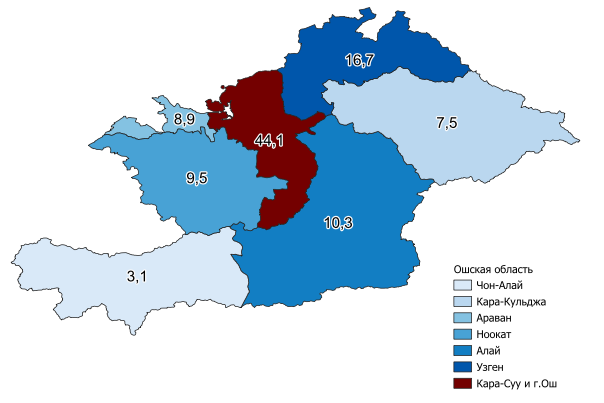 16,7
8,9
44,1
7,5
9,5
10,3
3,1
Ошская область
Чон-Алай
Кара-Кульджа
Араван
Ноокат
Алай
Узген
Кара-Суу и г.Ош